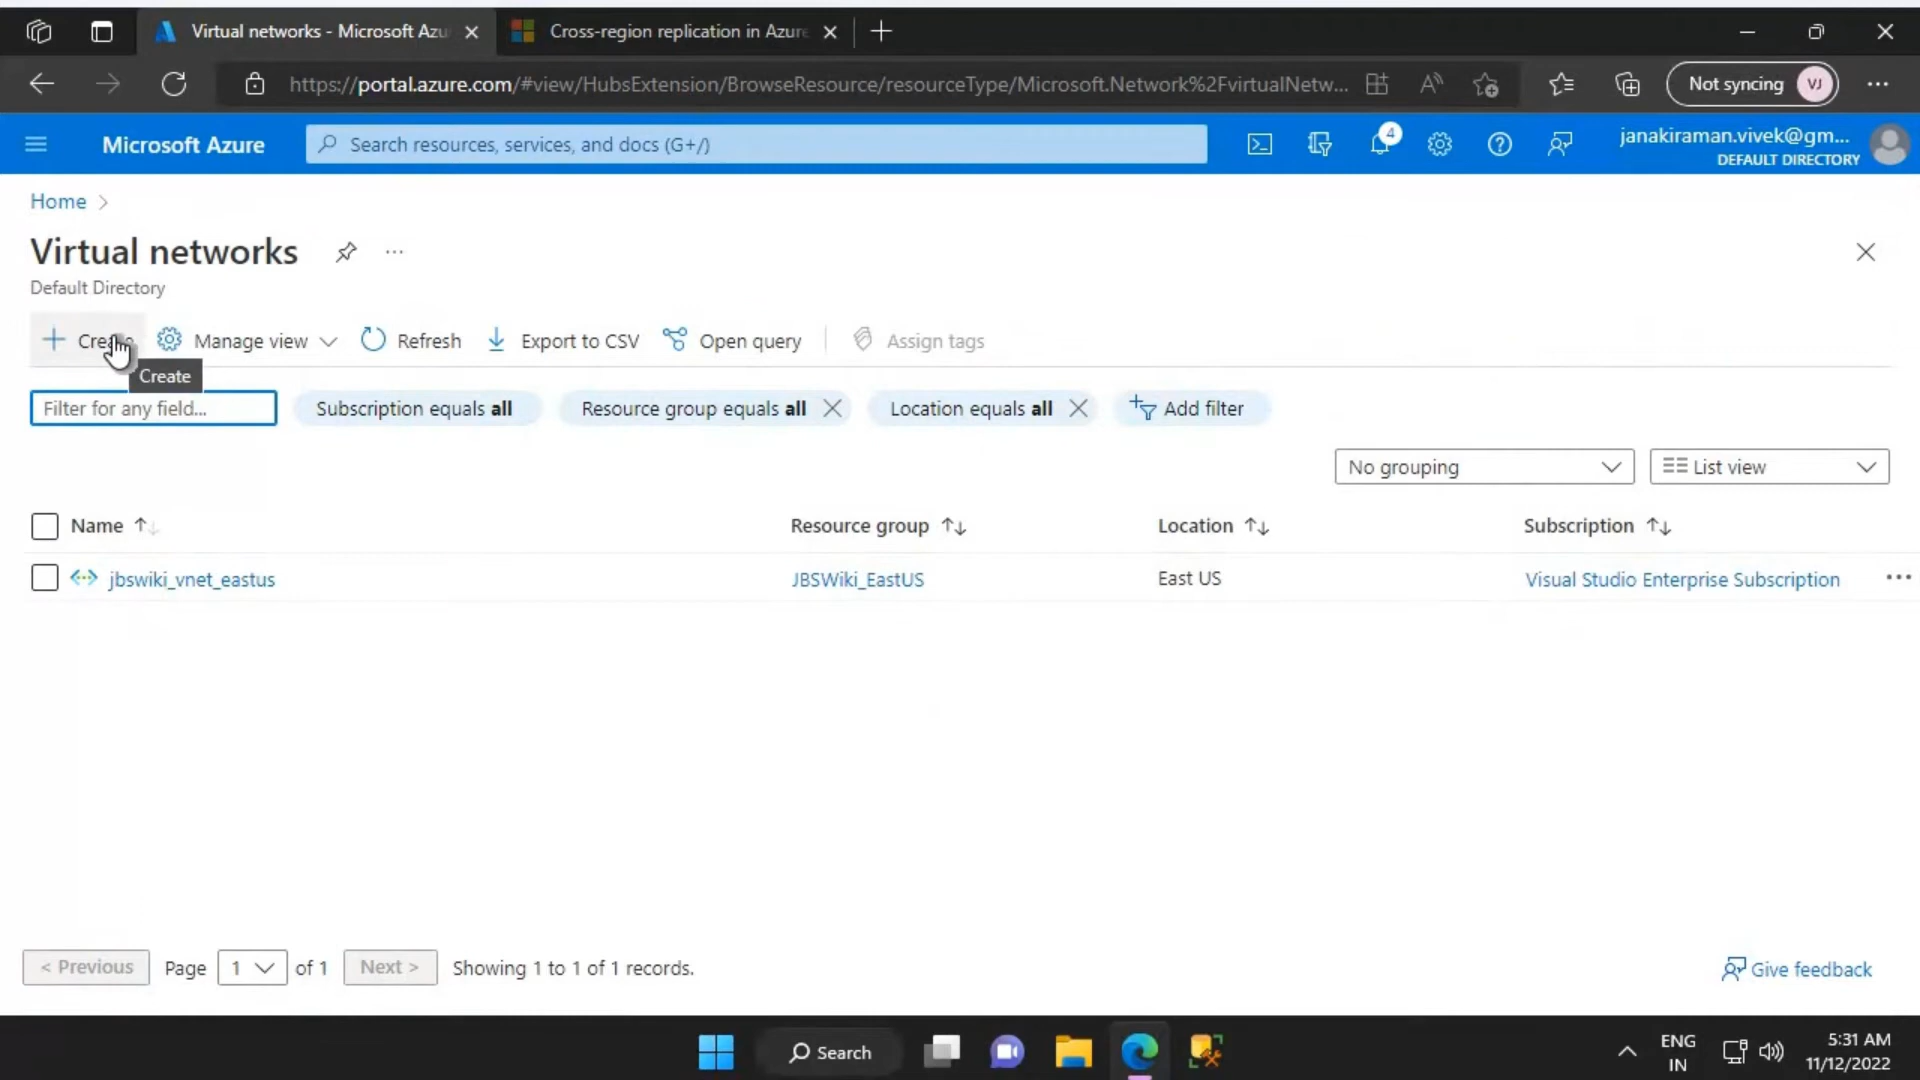 Virtual networks - Microsoft Azu
Cross-region replication in Azure
https://portal.azure.com/#view/HubsExtension/BrowseResource/resourceType/Microsoft.Network%2FvirtualNetw...
Not syncing
VJ
Microsoft Azure
Search resources, services, and docs (G+/)
4
janakiraman.vivek@gm...
DEFAULT DIRECTORY
Home
Virtual networks
Default Directory
Create
Manage view
Refresh
Export to CSV
Open query
Assign tags
Create
Filter for any field...
Subscription equals all
Resource group equals all
Location equals all
Add filter
No grouping
List view
Name
Resource group
Location
Subscription
jbswiki_vnet_eastus
JBSWiki_EastUS
East US
Visual Studio Enterprise Subscription
< Previous
Page
1
of 1
Next >
Showing 1 to 1 of 1 records.
Give feedback
Search
ENG
IN
5:31 AM
11/12/2022